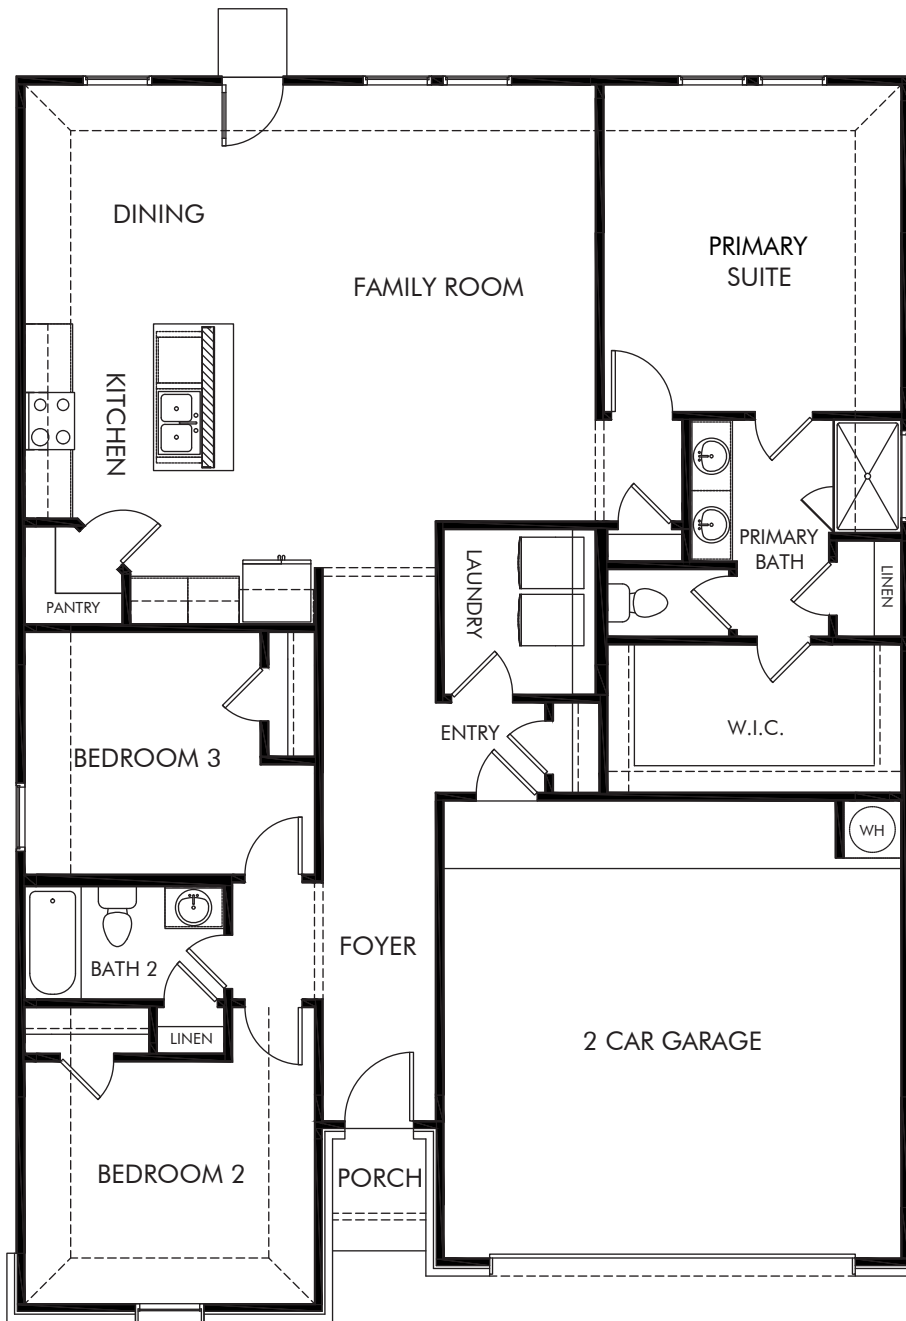 DINING
FAMILY ROOM
PRIMARY
SUITE
KITCHEN
PRIMARY
BATH
LAUNDRY
LINEN
PANTRY
ENTRY
W.I.C.
BEDROOM 3
WH
FOYER
BATH 2
LINEN
2 CAR GARAGE
BEDROOM 2
PORCH